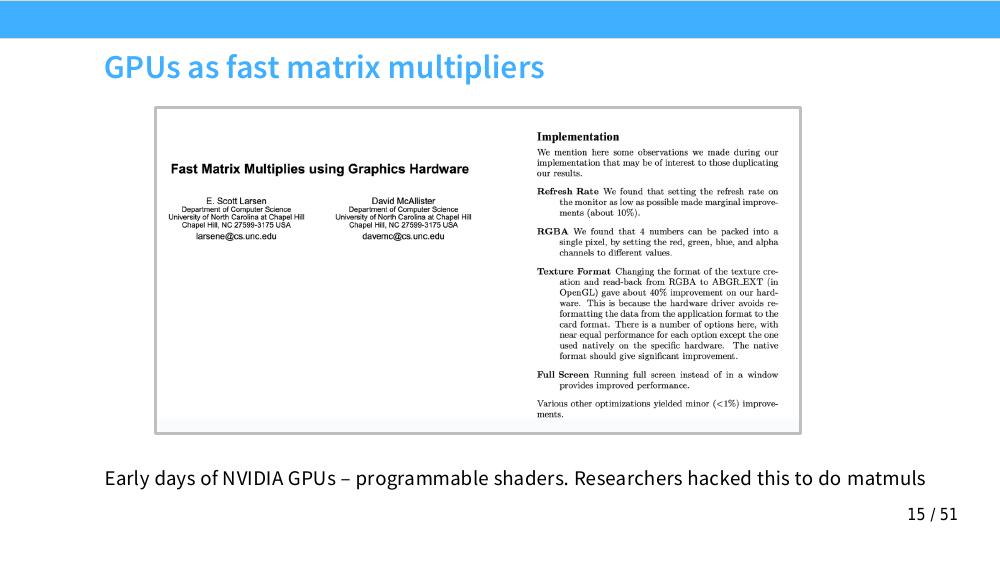 GPUs as fast matrix multipliers
Fast Matrix Multiplies using Graphics Hardware
E. Scott Larsen
Department of Computer Science
University of North Carolina at Chapel Hill
Chapel Hill, NC 27599-3175 USA
larsene@cs.unc.edu
David McAllister
Department of Computer Science
University of North Carolina at Chapel Hill
Chapel Hill, NC 27599-3175 USA
davemc@cs.unc.edu
Implementation
We mention here some observations we made during our
implementation that may be of interest to those duplicating
our results.
Refresh Rate We found that setting the refresh rate on
the monitor as low as possible made marginal improve-
ments (about 10%).
RGBA We found that 4 numbers can be packed into a
single pixel, by setting the red, green, blue, and alpha
channels to different values.
Texture Format Changing the format of the texture cre-
ation and read-back from RGBA to ABGR_EXT (in
OpenGL) gave about 40% improvement on our hard-
ware. This is because the hardware driver avoids re-
formatting the data from the application format to the
card format. There is a number of options here, with
near equal performance for each option except the one
used natively on the specific hardware. The native
format should give significant improvement.
Full Screen Running full screen instead of in a window
provides improved performance.
Various other optimizations yielded minor (<1%) improve-
ments.
Early days of NVIDIA GPUs – programmable shaders. Researchers hacked this to do matmuls
15 / 51